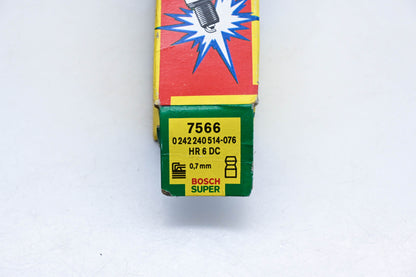 7566
0 242 240 514-076
HR 6 DC
0,7 mm
BOSCH
SUPER